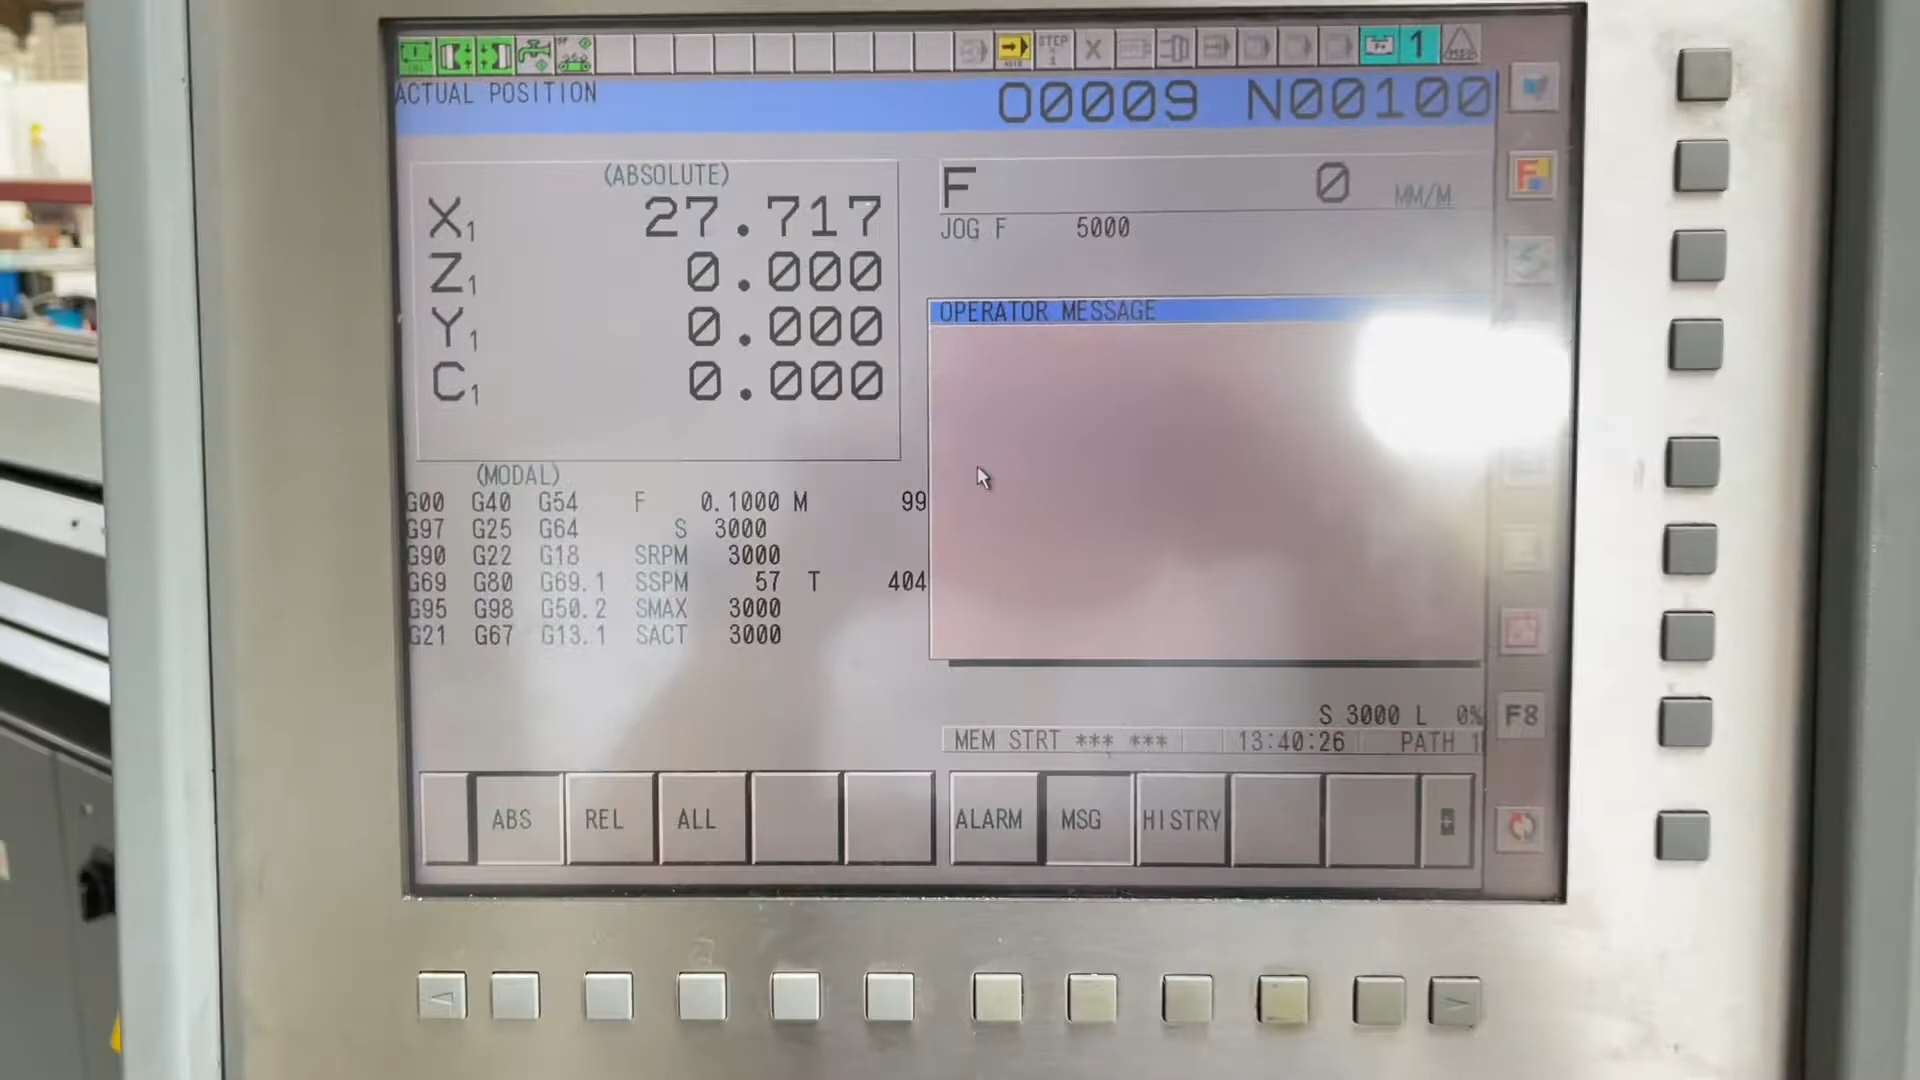 STEP
1
ACTUAL POSITION
O0009 N00100
(ABSOLUTE)
X1 27.717
Z1 0.000
Y1 0.000
C1 0.000
F 0 MM/M
JOG F 5000
OPERATOR MESSAGE
(MODAL)
G00 G40 G54 F 0.1000 M 99
G97 G25 G64 S 3000
G90 G22 G18 SRPM 3000
G69 G80 G69.1 SSPM 57 T 404
G95 G98 G50.2 SMAX 3000
G21 G67 G13.1 SACT 3000
S 3000 L 0%
F8
MEM STRT *** *** 13:40:26 PATH 1
ABS REL ALL ALARM MSG HISTRY +